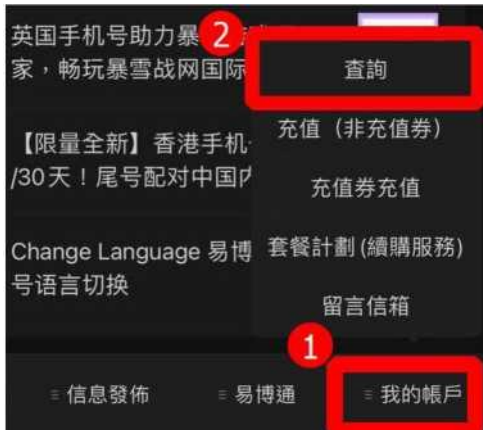 英国手机号助力暴
家，畅玩暴雪战网国际
【限量全新】香港手机
/30天！尾号配对中国内
Change Language 易博
号语言切换
2
查詢
充值（非充值券）
充值券充值
套餐計劃(續購服務)
留言信箱
1
≡ 信息發佈
≡ 易博通
≡ 我的帳戶